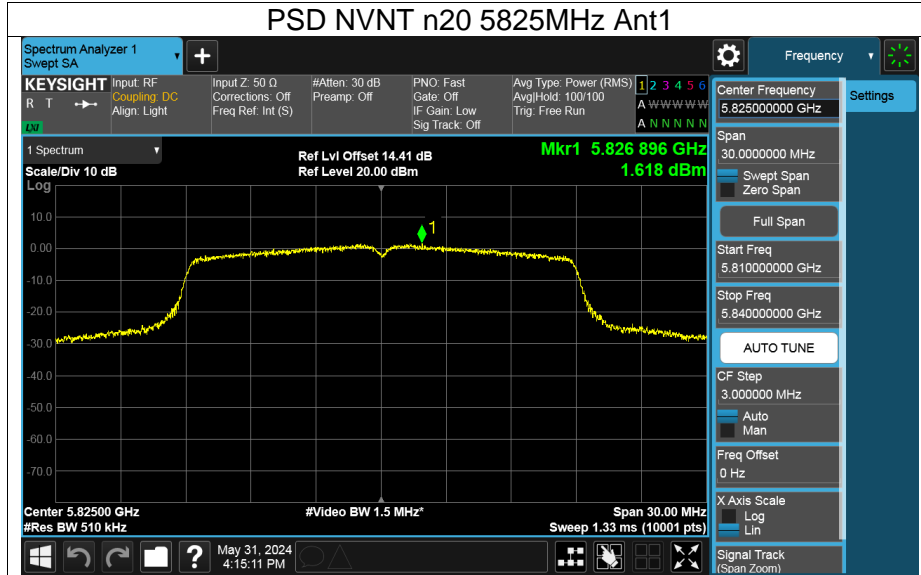 PSD NVNT n20 5825MHz Ant1
Spectrum Analyzer 1
Swept SA
+
Frequency
KEYSIGHT
R T
LXI
Input: RF
Coupling: DC
Align: Light
Input Z: 50 Ω
Corrections: Off
Freq Ref: Int (S)
#Atten: 30 dB
Preamp: Off
PNO: Fast
Gate: Off
IF Gain: Low
Sig Track: Off
Avg Type: Power (RMS)
Avg|Hold: 100/100
Trig: Free Run
1 2 3 4 5 6
A W W W W W
A N N N N N
1 Spectrum
Scale/Div 10 dB
Log
Ref Lvl Offset 14.41 dB
Ref Level 20.00 dBm
Mkr1 5.826 896 GHz
1.618 dBm
1
10.0
0.00
-10.0
-20.0
-30.0
-40.0
-50.0
-60.0
-70.0
Center 5.82500 GHz
#Res BW 510 kHz
#Video BW 1.5 MHz*
Span 30.00 MHz
Sweep 1.33 ms (10001 pts)
?
May 31, 2024
4:15:11 PM
Center Frequency
5.825000000 GHz
Settings
Span
30.0000000 MHz
Swept Span
Zero Span
Full Span
Start Freq
5.810000000 GHz
Stop Freq
5.840000000 GHz
AUTO TUNE
CF Step
3.000000 MHz
Auto
Man
Freq Offset
0 Hz
X Axis Scale
Log
Lin
Signal Track
(Span Zoom)